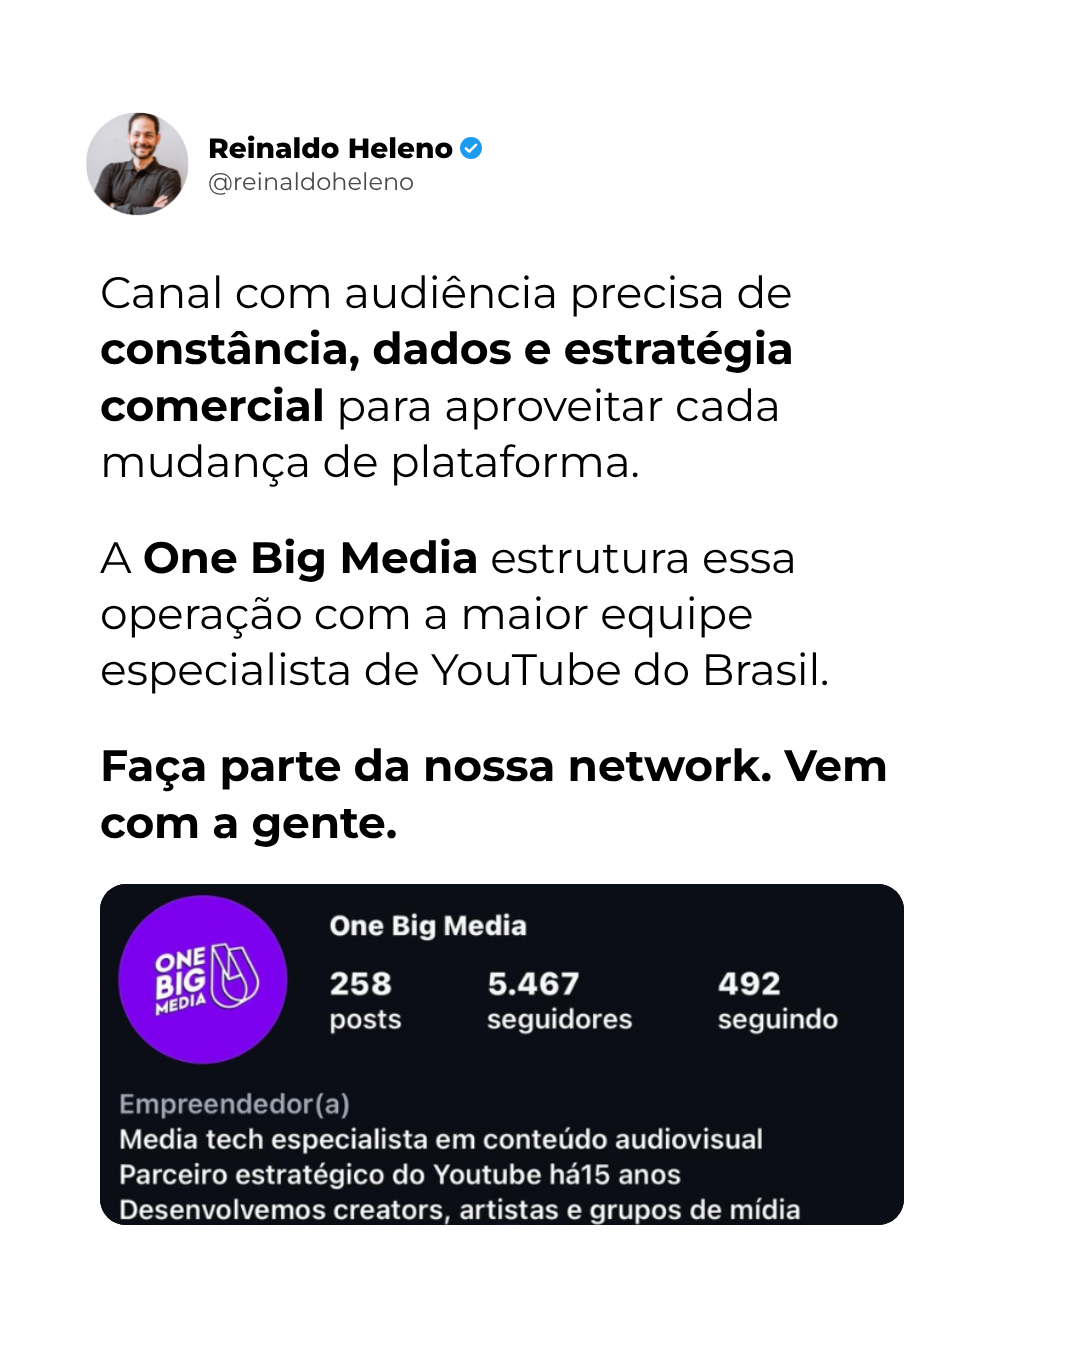 Reinaldo Heleno
@reinaldoheleno
Canal com audiência precisa de
constância, dados e estratégia
comercial para aproveitar cada
mudança de plataforma.
A One Big Media estrutura essa
operação com a maior equipe
especialista de YouTube do Brasil.
Faça parte da nossa network. Vem
com a gente.
ONE
BIG
MEDIA
One Big Media
258 5.467 492
posts seguidores seguindo
Empreendedor(a)
Media tech especialista em conteúdo audiovisual
Parceiro estratégico do Youtube há15 anos
Desenvolvemos creators, artistas e grupos de mídia